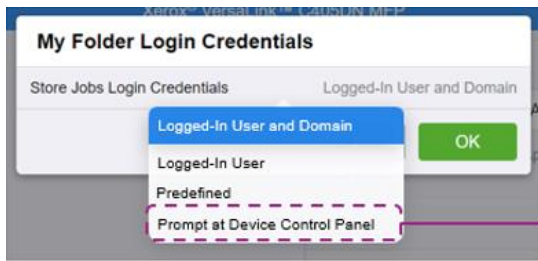 Xerox® VersaLink™ C405DN MFP
My Folder Login Credentials
Store Jobs Login Credentials Logged-In User and Domain
Logged-In User and Domain
OK
Logged-In User
Predefined
Prompt at Device Control Panel